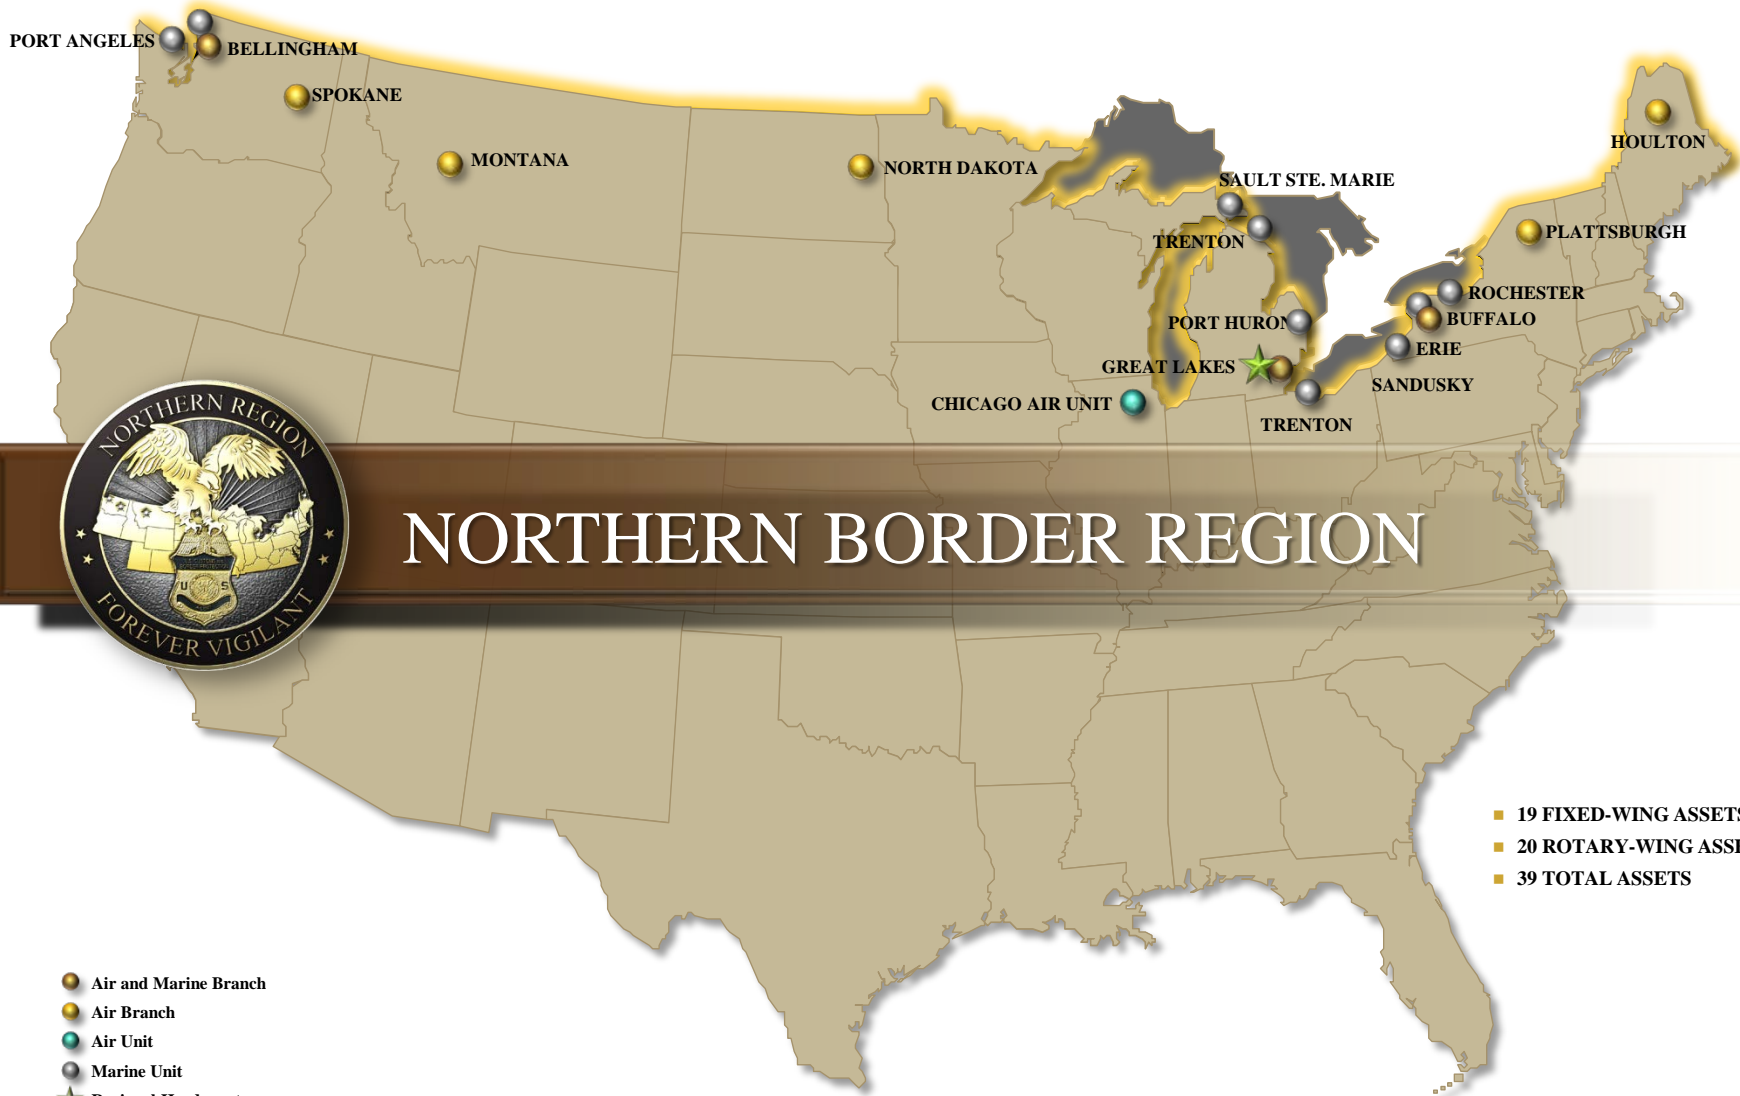 PORT ANGELES
BELLINGHAM
SPOKANE
MONTANA
NORTH DAKOTA
HOULTON
SAULT STE. MARIE
TRENTON
PLATTSBURGH
ROCHESTER
PORT HURON
BUFFALO
ERIE
GREAT LAKES
SANDUSKY
CHICAGO AIR UNIT
TRENTON
NORTHERN REGION
U S
FOREVER VIGILANT
NORTHERN BORDER REGION
19 FIXED-WING ASSETS
20 ROTARY-WING
39 TOTAL ASSETS
Air and Marine Branch
Air Branch
Air Unit
Marine Unit